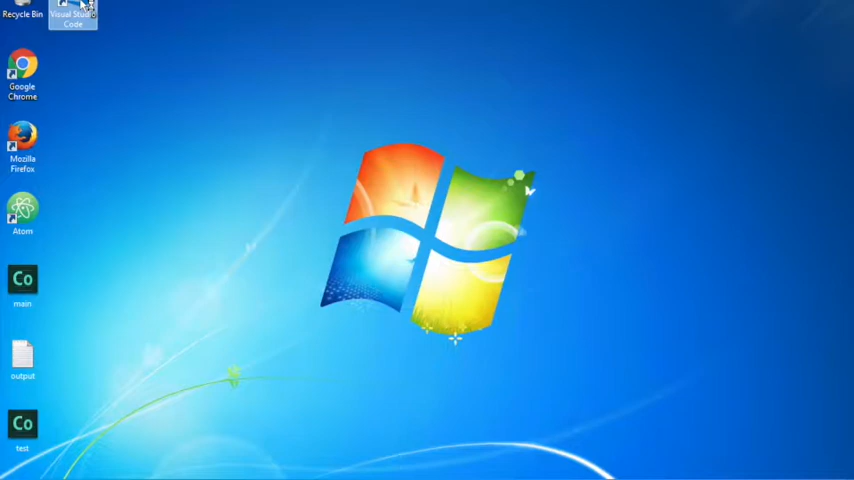 Recycle Bin
Visual Studio
Code
Google
Chrome
Mozilla
Firefox
Atom
Co
main
output
Co
test